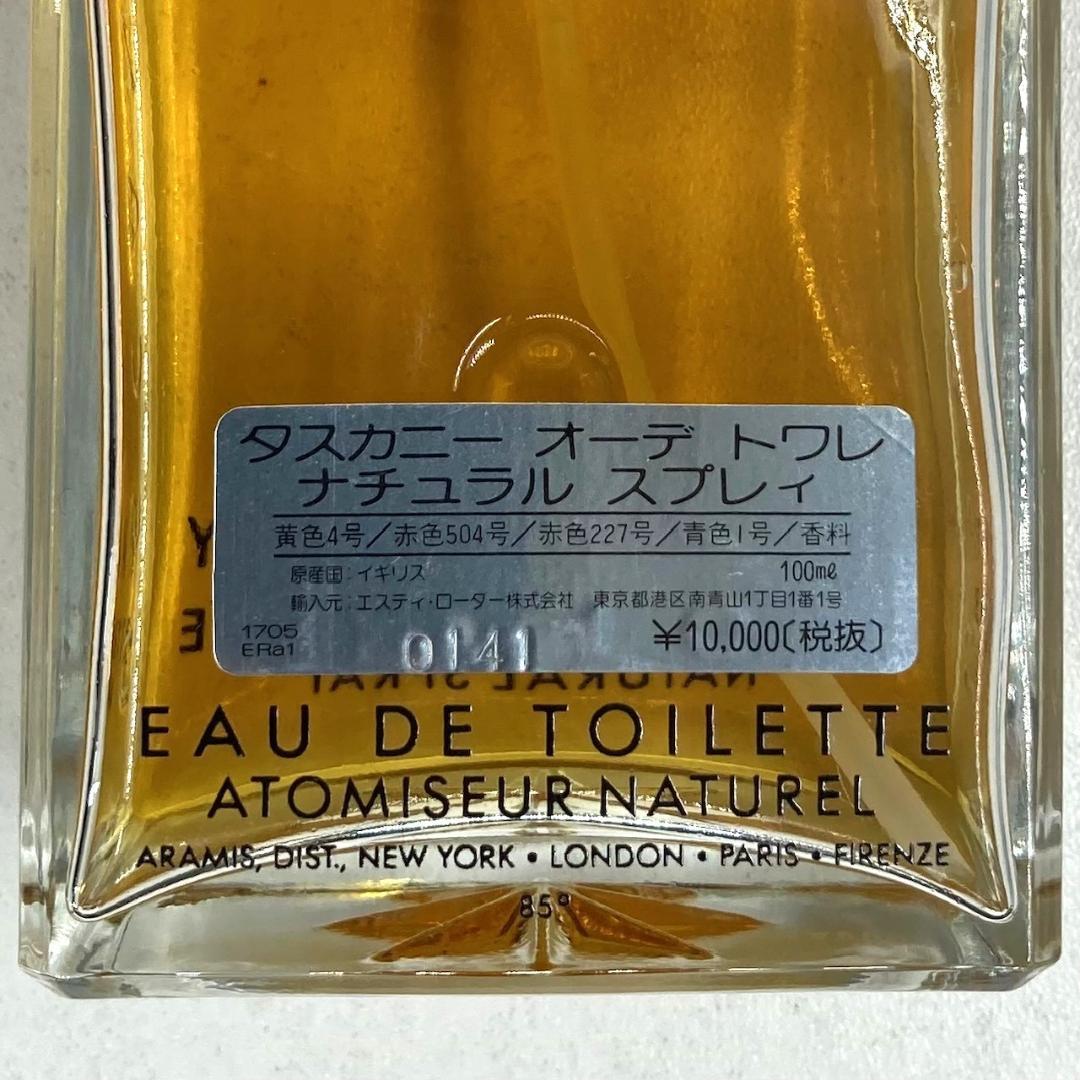 タスカニー オーデ トワレ
ナチュラル スプレィ
黄色4号/赤色504号/赤色227号/青色1号/香料
原産国:イギリス 100ml
輸入元:エスティ・ローダー株式会社 東京都港区南青山1丁目1番1号
1705
ERa1
0141
¥10,000〔税抜〕
NATURAL SPRAY
EAU DE TOILETTE
ATOMISEUR NATUREL
ARAMIS, DIST., NEW YORK • LONDON • PARIS • FIRENZE
85°